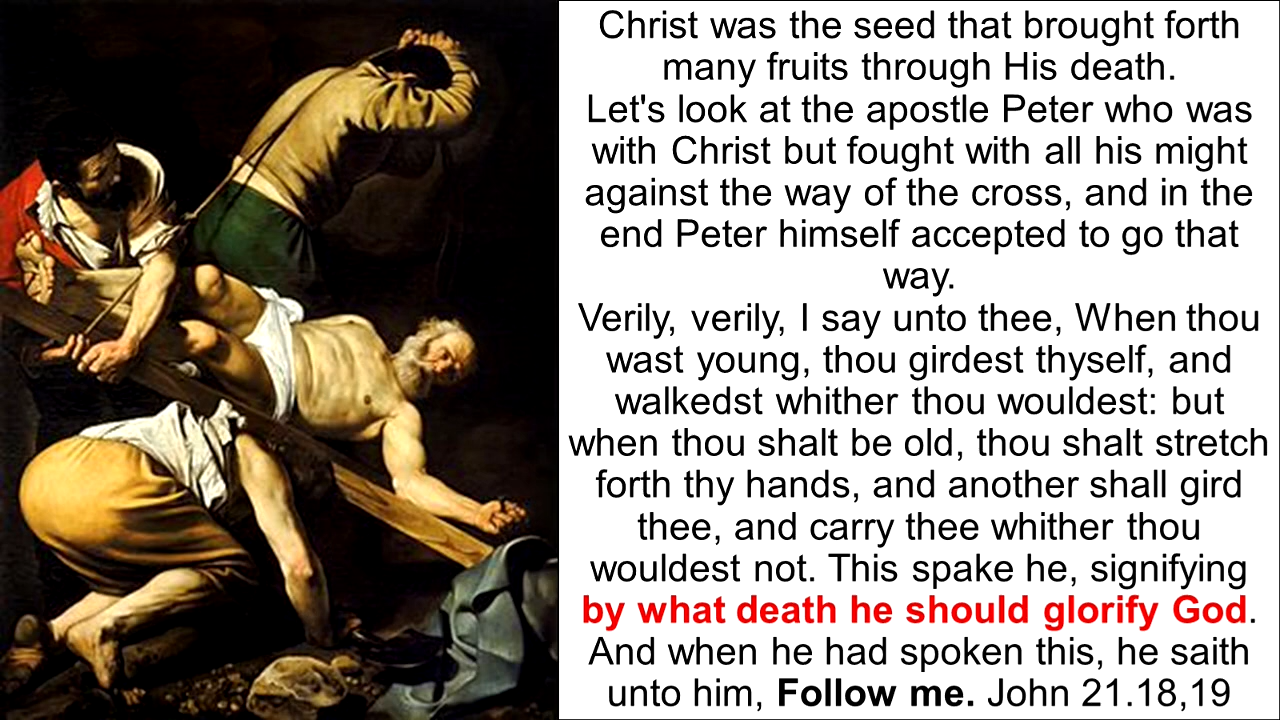 Christ was the seed that brought forth
many fruits through His death.
Let's look at the apostle Peter who was
with Christ but fought with all his might
against the way of the cross, and in the
end Peter himself accepted to go that
way.
Verily, verily, I say unto thee, When thou
wast young, thou girdest thyself, and
walkedst whither thou wouldest: but
when thou shalt be old, thou shalt stretch
forth thy hands, and another shall gird
thee, and carry thee whither thou
wouldest not. This spake he, signifying
by what death he should glorify God.
And when he had spoken this, he saith
unto him, Follow me. John 21.18,19